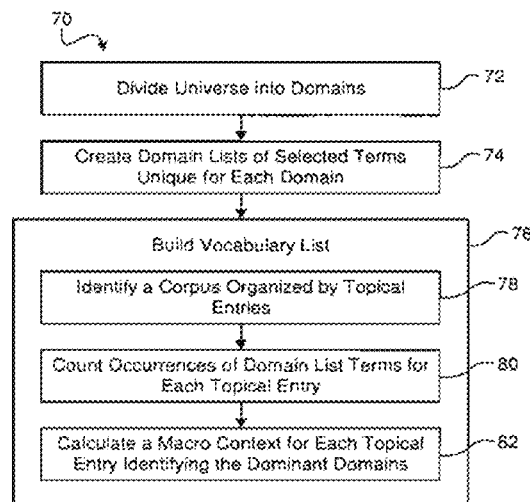 70
Divide Universe into Domains
72
Create Domain Lists of Selected Terms
Unique for Each Domain
74
Build Vocabulary List
76
Identify a Corpus Organized by Topical
Entries
78
Count Occurrences of Domain List Terms for
Each Topical Entry
80
Calculate a Macro Context for Each Topical
Entry Identifying the Dominant Domains
82